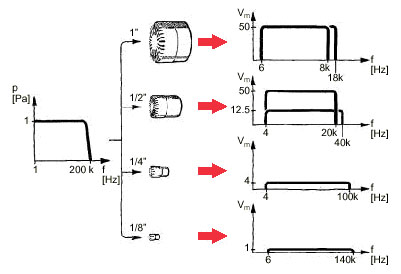 p
[Pa]
1
1
200 k
f
[Hz]
1"
1/2"
1/4"
1/8"
Vm
50
6
8k
18k
f
[Hz]
Vm
50
12.5
4
20k
40k
f
[Hz]
Vm
4
4
100k
f
[Hz]
Vm
1
6
140k
f
[Hz]